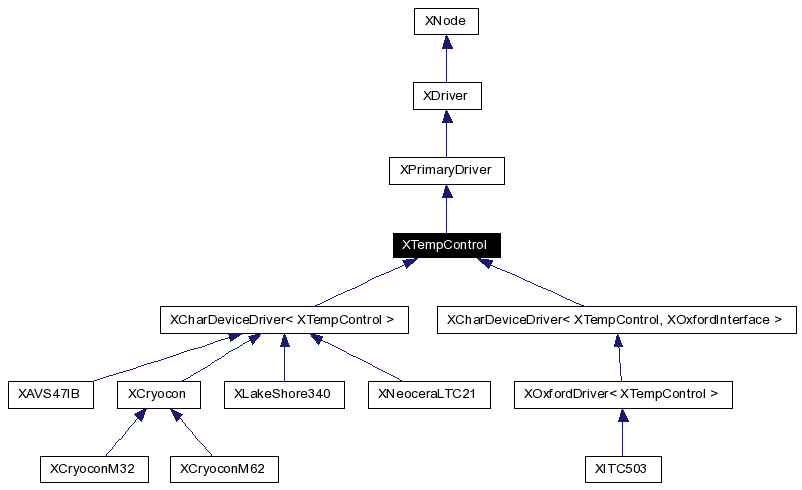 XNode
XDriver
XPrimaryDriver
XTempControl
XCharDeviceDriver< XTempControl >
XCharDeviceDriver< XTempControl, XOxfordInterface >
XAVS47IB
XCryocon
XLakeShore340
XNeoceraLTC21
XOxfordDriver< XTempControl >
XCryoconM32
XCryoconM62
XITC503